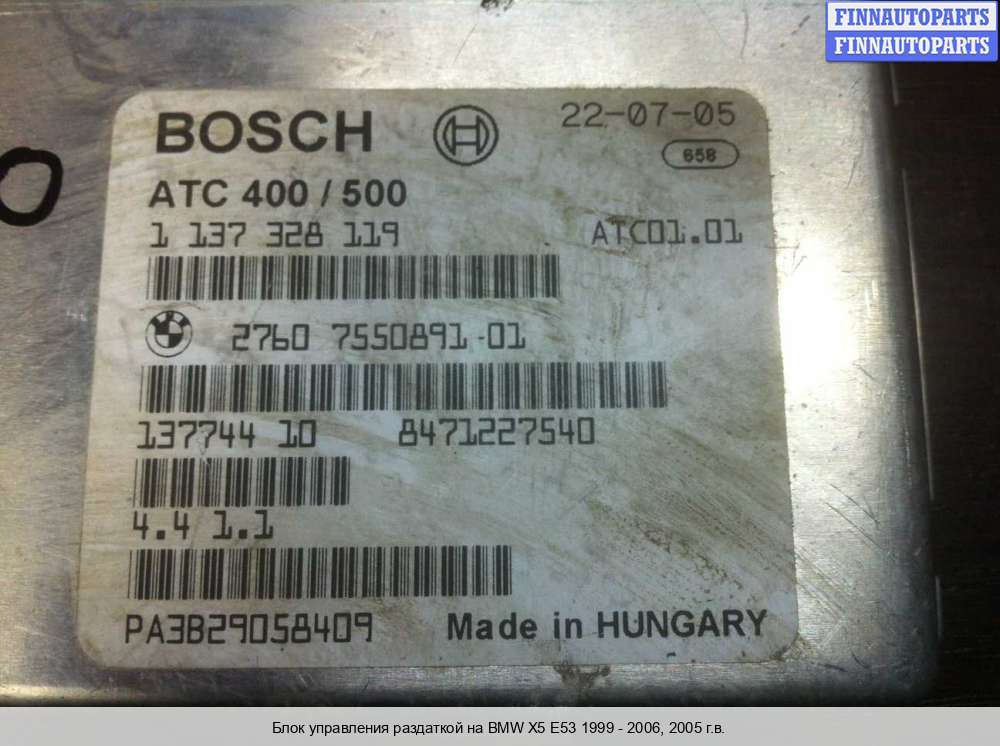 FINNAUTOPARTS
FINNAUTOPARTS
BOSCH
22-07-05
658
ATC 400 / 500
1 137 328 119
ATC01.01
2760 7550891-01
137744 10 8471227540
4.4 1.1
PA3B29058409
Made in HUNGARY
Блок управления раздаткой на BMW X5 E53 1999 - 2006, 2005 г.в.